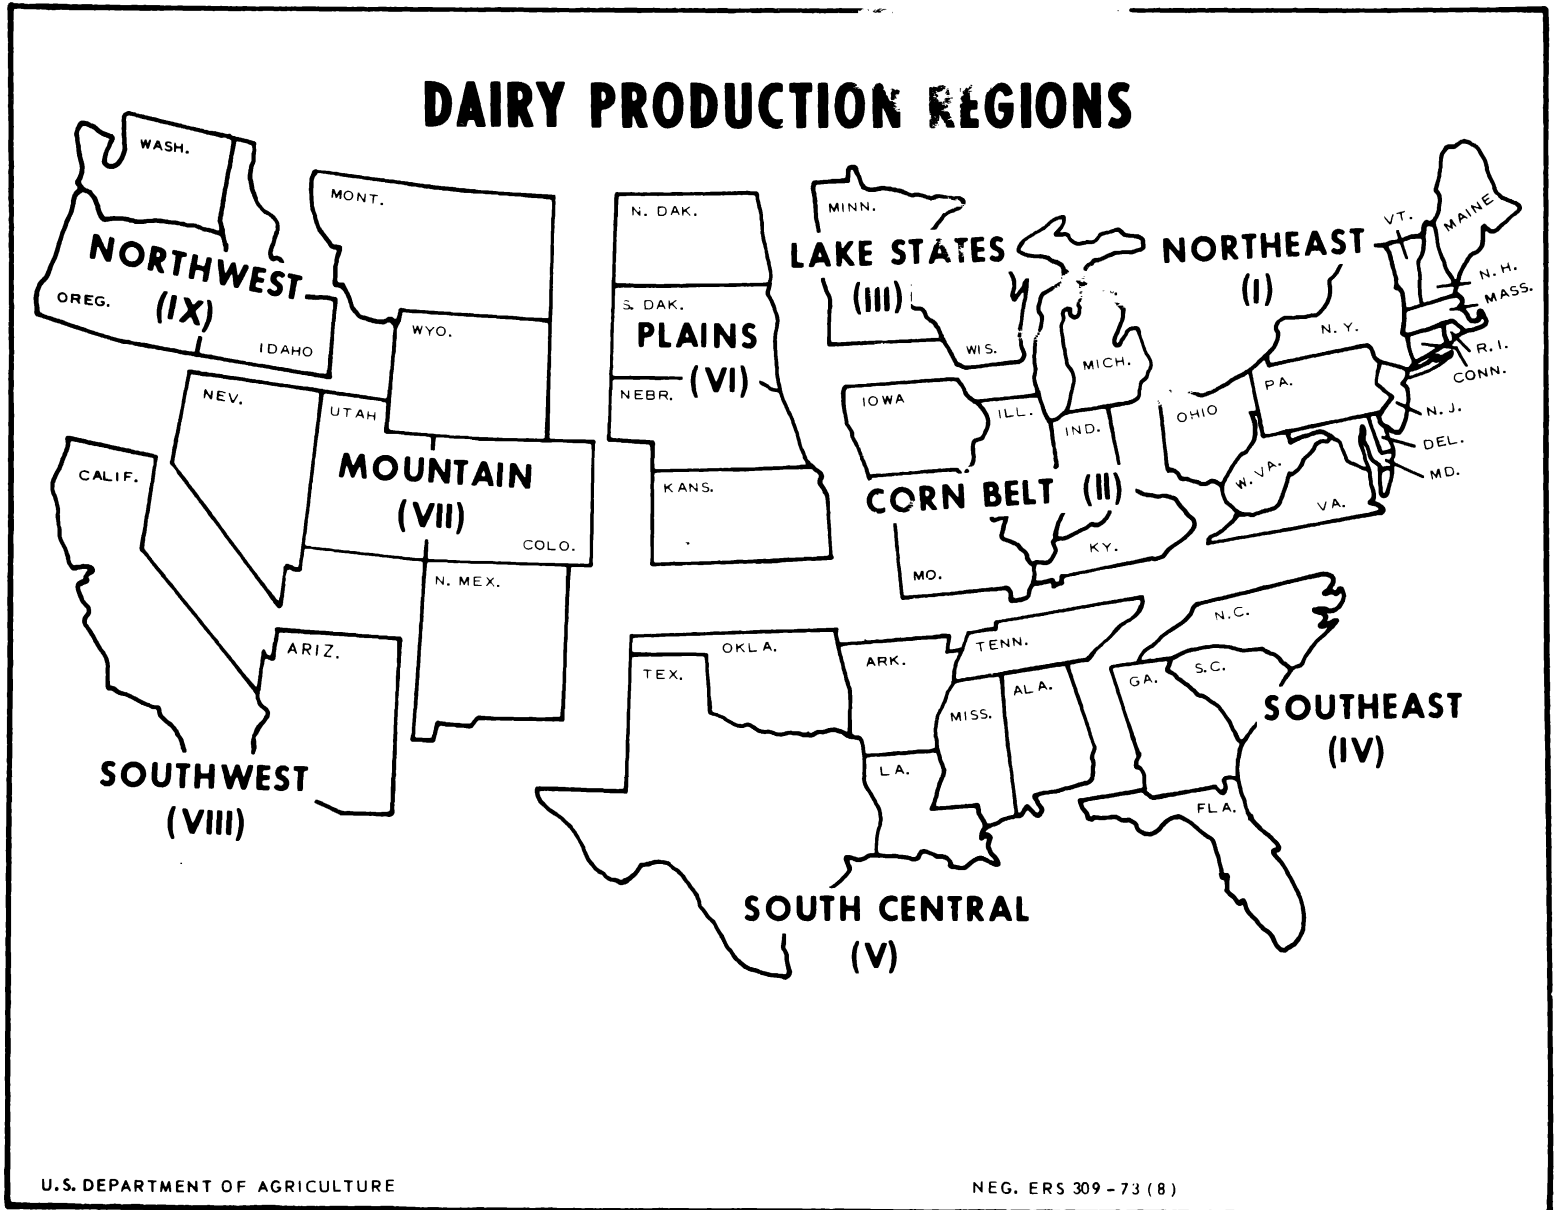 DAIRY PRODUCTION REGIONS
WASH.
NORTHWEST
(IX)
OREG.
IDAHO
MONT.
WYO.
NEV.
UTAH
MOUNTAIN
(VII)
COLO.
N. MEX.
CALIF.
ARIZ.
SOUTHWEST
(VIII)
N. DAK.
S. DAK.
PLAINS
(VI)
NEBR.
KANS.
MINN.
LAKE STATES
(III)
WIS.
MICH.
IOWA
ILL.
IND.
CORN BELT (II)
MO.
KY.
NORTHEAST
(I)
VT.
MAINE
N. H.
MASS.
N. Y.
R. I.
CONN.
PA.
OHIO
N. J.
DEL.
MD.
W. VA.
VA.
OKLA.
TEX.
ARK.
TENN.
MISS.
ALA.
LA.
SOUTH CENTRAL
(V)
N.C.
S.C.
GA.
SOUTHEAST
(IV)
FLA.
U.S. DEPARTMENT OF AGRICULTURE
NEG. ERS 309-73 (8)